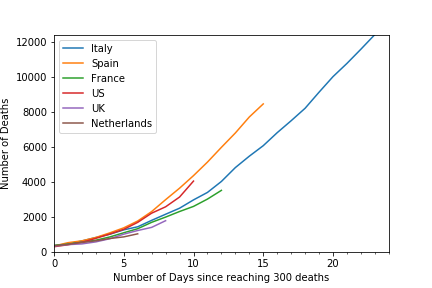 12000
10000
8000
6000
4000
2000
0
Number of Deaths
Italy
Spain
France
US
UK
Netherlands
0 5 10 15 20
Number of Days since reaching 300 deaths